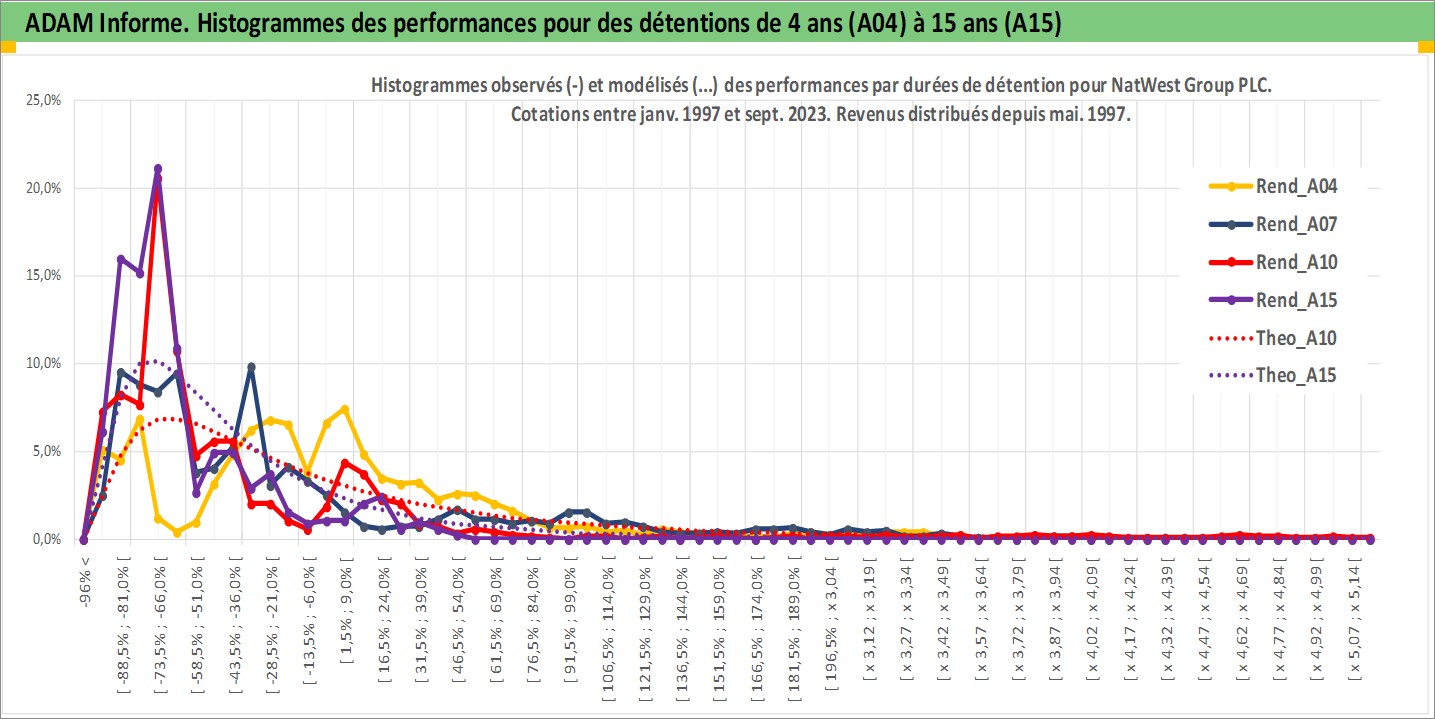 ADAM Informe. Histogrammes des performances pour des détentions de 4 ans (A04) à 15 ans (A15)
Histogrammes observés (-) et modélisés (...) des performances par durées de détention pour NatWest Group PLC.
Cotations entre janv. 1997 et sept. 2023. Revenus distribués depuis mai. 1997.
25,0%
20,0%
15,0%
10,0%
5,0%
0,0%
Rend_A04
Rend_A07
Rend_A10
Rend_A15
Theo_A10
Theo_A15
-96% <
[ -88,5% ; -81,0% [
[ -73,5% ; -66,0% [
[ -58,5% ; -51,0% [
[ -43,5% ; -36,0% [
[ -28,5% ; -21,0% [
[ -13,5% ; -6,0% [
[ 1,5% ; 9,0% [
[ 16,5% ; 24,0% [
[ 31,5% ; 39,0% [
[ 46,5% ; 54,0% [
[ 61,5% ; 69,0% [
[ 76,5% ; 84,0% [
[ 91,5% ; 99,0% [
[ 106,5% ; 114,0% [
[ 121,5% ; 129,0% [
[ 136,5% ; 144,0% [
[ 151,5% ; 159,0% [
[ 166,5% ; 174,0% [
[ 181,5% ; 189,0% [
[ 196,5% ; x 3,04 [
[ x 3,12 ; x 3,19 [
[ x 3,27 ; x 3,34 [
[ x 3,42 ; x 3,49 [
[ x 3,57 ; x 3,64 [
[ x 3,72 ; x 3,79 [
[ x 3,87 ; x 3,94 [
[ x 4,02 ; x 4,09 [
[ x 4,17 ; x 4,24 [
[ x 4,32 ; x 4,39 [
[ x 4,47 ; x 4,54 [
[ x 4,62 ; x 4,69 [
[ x 4,77 ; x 4,84 [
[ x 4,92 ; x 4,99 [
[ x 5,07 ; x 5,14 [